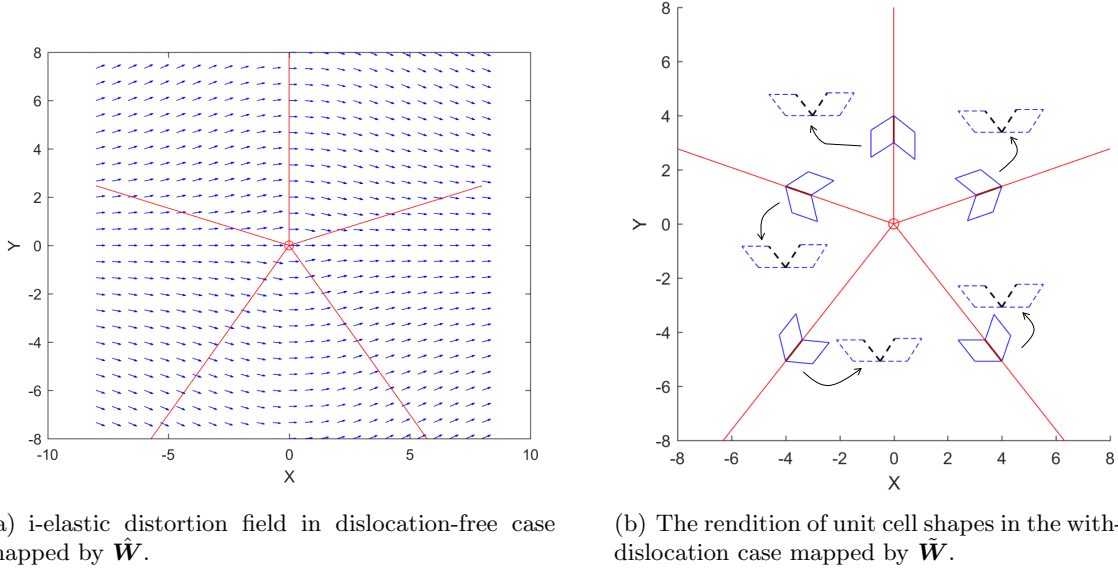 8
6
4
2
0
-2
-4
-6
-8
Y
-10 -5 0 5 10
X
8
6
4
2
0
-2
-4
-6
-8
Y
-8 -6 -4 -2 0 2 4 6 8
X
a) i-elastic distortion field in dislocation-free case
mapped by Ŵ.
(b) The rendition of unit cell shapes in the with-
dislocation case mapped by W̃.